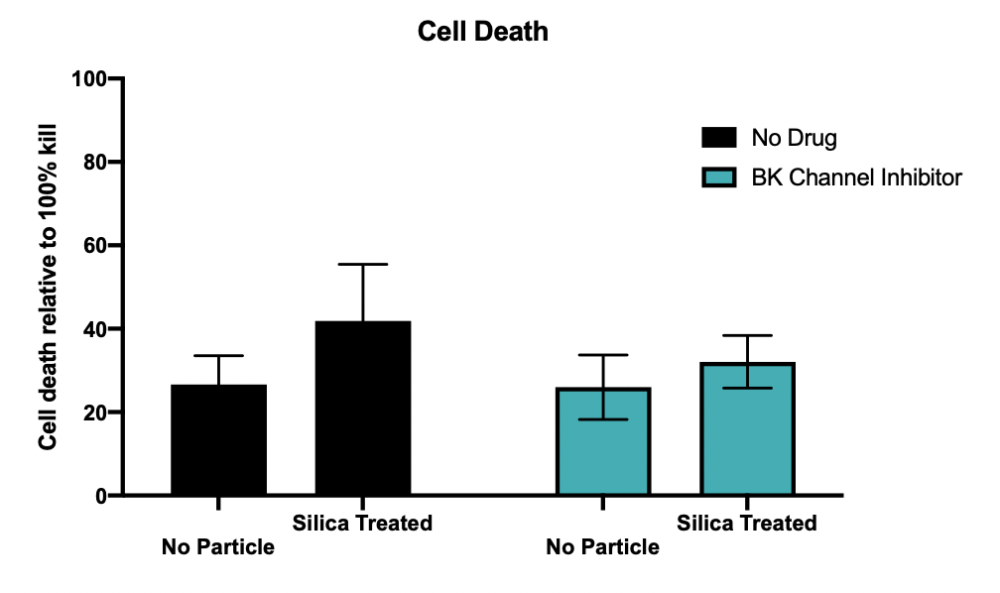 Cell Death
Cell death relative to 100% kill
100
80
60
40
20
0
No Drug
BK Channel Inhibitor
Silica Treated
No Particle
Silica Treated
No Particle